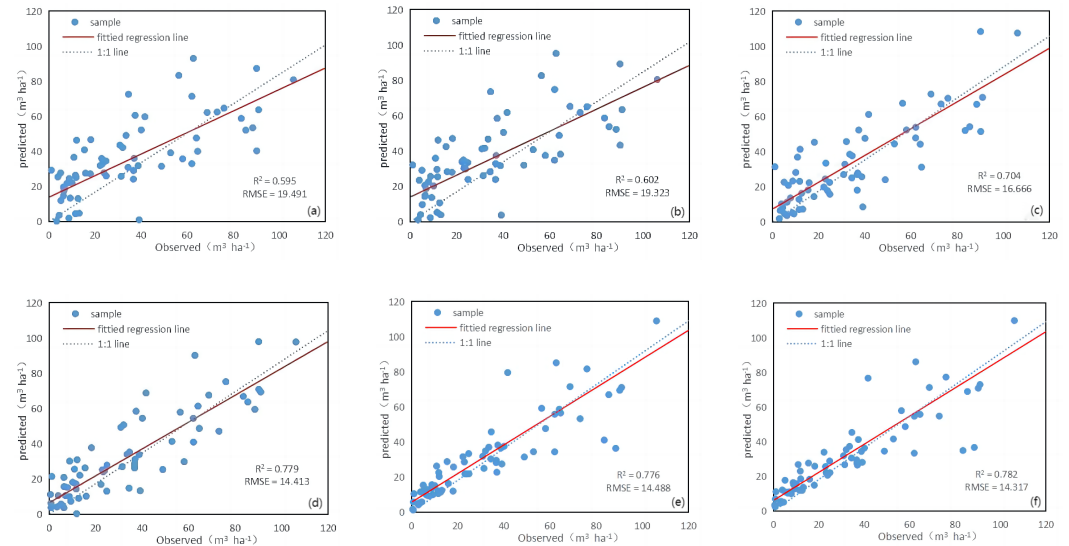 120
100
80
60
40
20
0
predicted（m³ ha⁻¹）
sample
fittied regression line
1:1 line
R² = 0.595
RMSE = 19.491
(a)
0 20 40 60 80 100 120
Observed（m³ ha⁻¹）
120
100
80
60
40
20
0
predicted（m³ ha⁻¹）
sample
fittied regression line
1:1 line
R² = 0.602
RMSE = 19.323
(b)
0 20 40 60 80 100 120
Observed（m³ ha⁻¹）
120
100
80
60
40
20
0
predicted（m³ ha⁻¹）
sample
fittied regression line
1:1 line
R² = 0.704
RMSE = 16.666
(c)
0 20 40 60 80 100 120
Observed（m³ ha⁻¹）
120
100
80
60
40
20
0
predicted（m³ ha⁻¹）
sample
fittied regression line
1:1 line
R² = 0.779
RMSE = 14.413
(d)
0 20 40 60 80 100 120
Observed（m³ ha⁻¹）
120
100
80
60
40
20
0
predicted（m³ ha⁻¹）
sample
fittied regression line
1:1 line
R² = 0.776
RMSE = 14.488
(e)
0 20 40 60 80 100 120
Observed（m³ ha⁻¹）
120
100
80
60
40
20
0
predicted（m³ ha⁻¹）
sample
fittied regression line
1:1 line
R² = 0.782
RMSE = 14.317
(f)
0 20 40 60 80 100 120
Observed（m³ ha⁻¹）